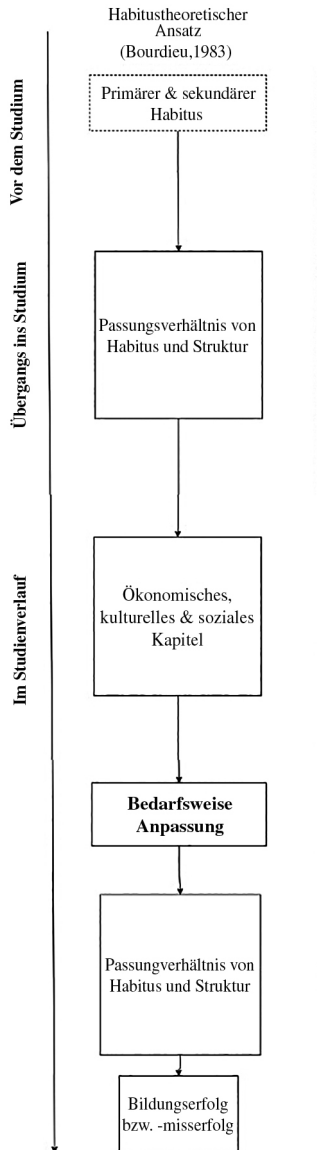 Habitustheoretischer
Ansatz
(Bourdieu,1983)
Vor dem Studium
Primärer & sekundärer
Habitus
Übergangs ins Studium
Passungsverhältnis von
Habitus und Struktur
Im Studienverlauf
Ökonomisches,
kulturelles & soziales
Kapitel
Bedarfsweise
Anpassung
Passungverhältnis von
Habitus und Struktur
Bildungserfolg
bzw. -misserfolg